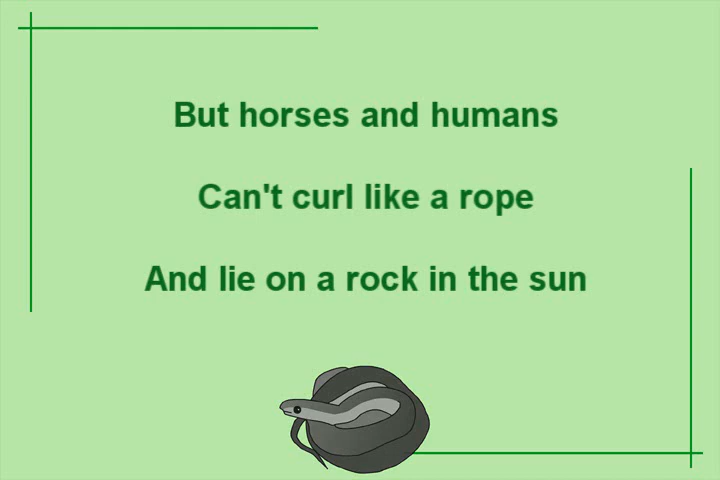 But horses and humans
Can't curl like a rope
And lie on a rock in the sun